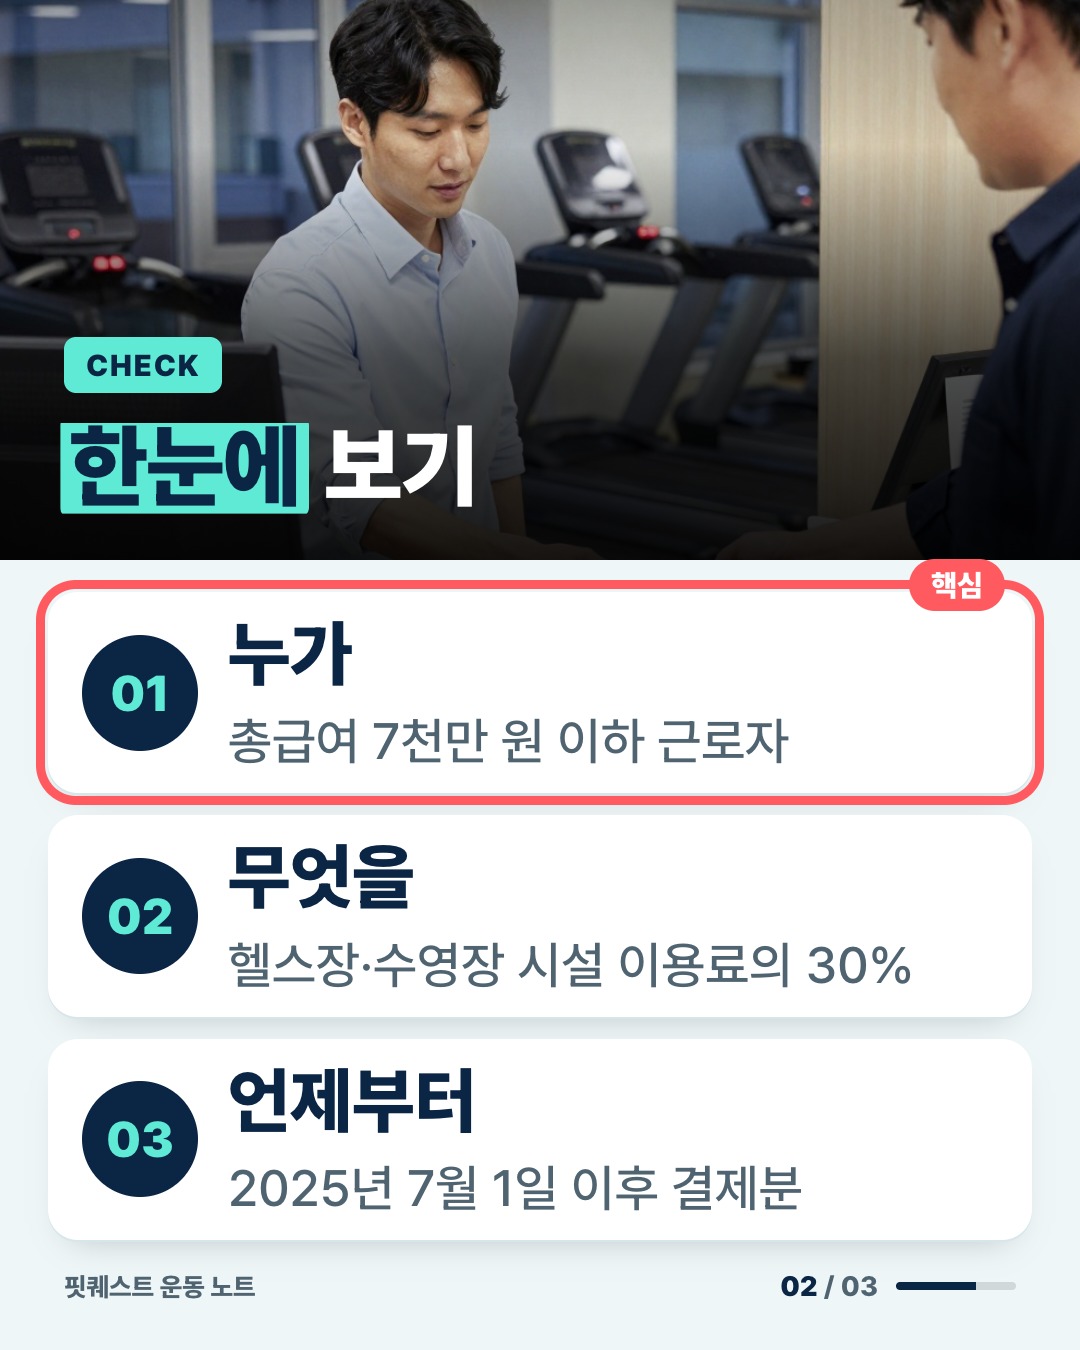 CHECK
한눈에 보기
핵심
01
누가
총급여 7천만 원 이하 근로자
02
무엇을
헬스장·수영장 시설 이용료의 30%
03
언제부터
2025년 7월 1일 이후 결제분
핏퀘스트 운동 노트
02 / 03